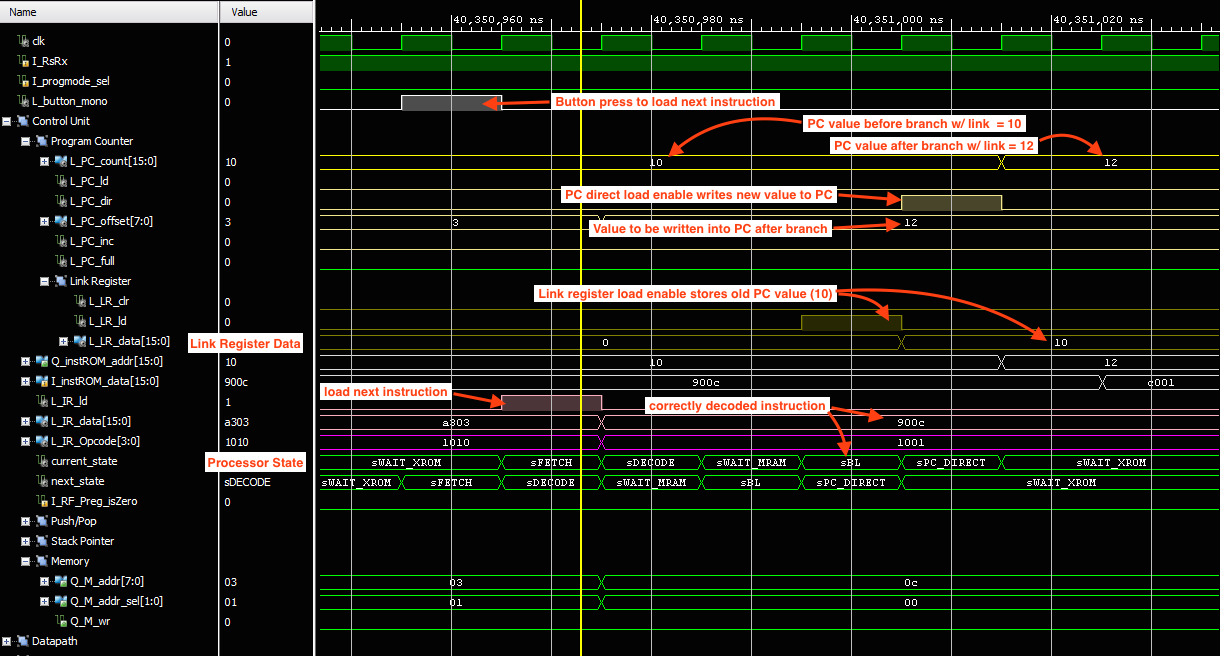 Name Value
40,350,960 ns 40,350,980 ns 40,351,000 ns 40,351,020 ns
clk 0
I_RsRx 1
I_progmode_sel 0
L_button_mono 0
Button press to load next instruction
Control Unit
PC value before branch w/ link = 10
Program Counter
PC value after branch w/ link = 12
L_PC_count[15:0] 10 10 12
L_PC_ld 0
L_PC_dir 0
PC direct load enable writes new value to PC
L_PC_offset[7:0] 3 3 12
Value to be written into PC after branch
L_PC_inc 0
L_PC_full 0
Link Register
L_LR_clr 0
Link register load enable stores old PC value (10)
L_LR_ld 0
L_LR_data[15:0] Link Register Data 0 10
Q_instROM_addr[15:0] 10 10 12
I_instROM_data[15:0] 900c 900c c001
load next instruction
L_IR_ld 1
correctly decoded instruction
L_IR_data[15:0] a303 a303 900c
L_IR_Opcode[3:0] 1010 1010 1001
current_state Processor State sWAIT_XROM sFETCH sDECODE sWAIT_MRAM sBL sPC_DIRECT sWAIT_XROM
next_state sDECODE sWAIT_XROM sFETCH sDECODE sWAIT_MRAM sBL sPC_DIRECT sWAIT_XROM
I_RF_Preg_isZero 0
Push/Pop
Stack Pointer
Memory
Q_M_addr[7:0] 03 03 0c
Q_M_addr_sel[1:0] 01 01 00
Q_M_wr 0
Datapath